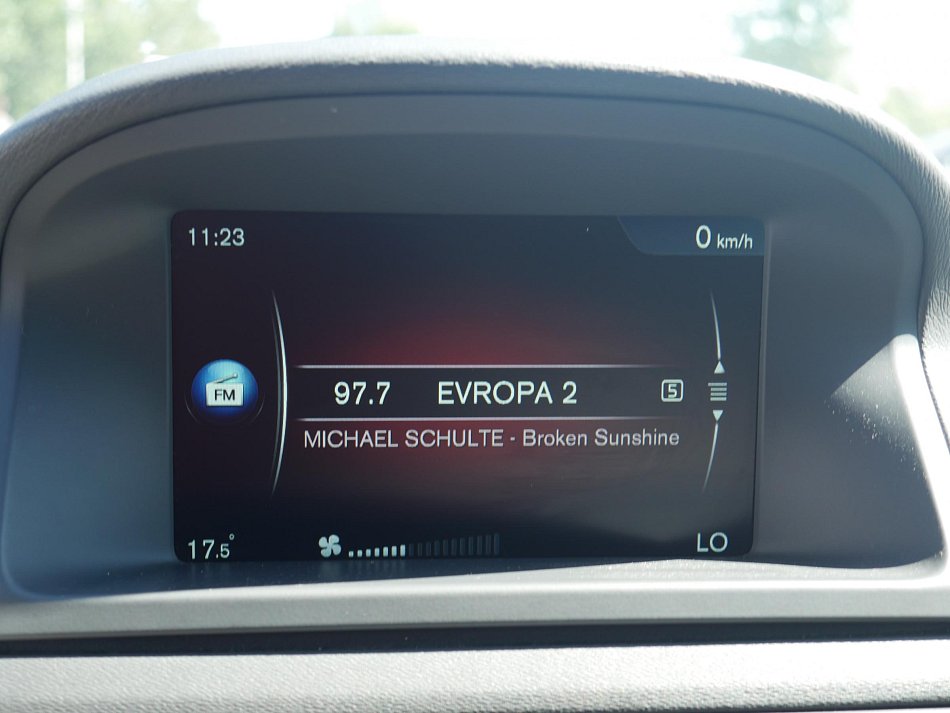 11:23
0 km/h
FM
97.7 EVROPA 2 5
MICHAEL SCHULTE - Broken Sunshine
17.5° LO